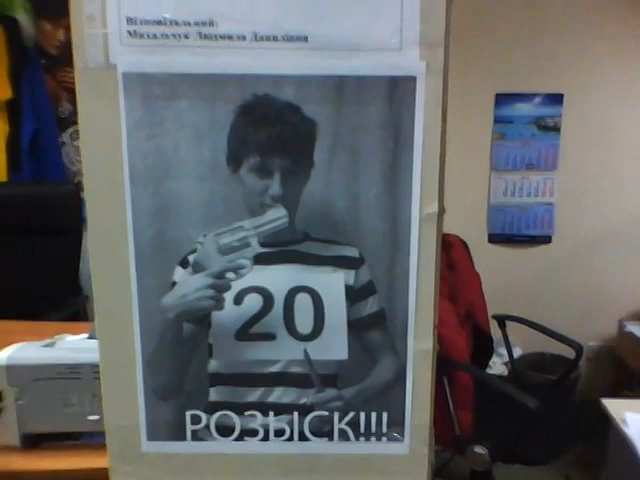 Відповідальний:
Михальчук Людмила Данилівна
20
РОЗЫСК!!!